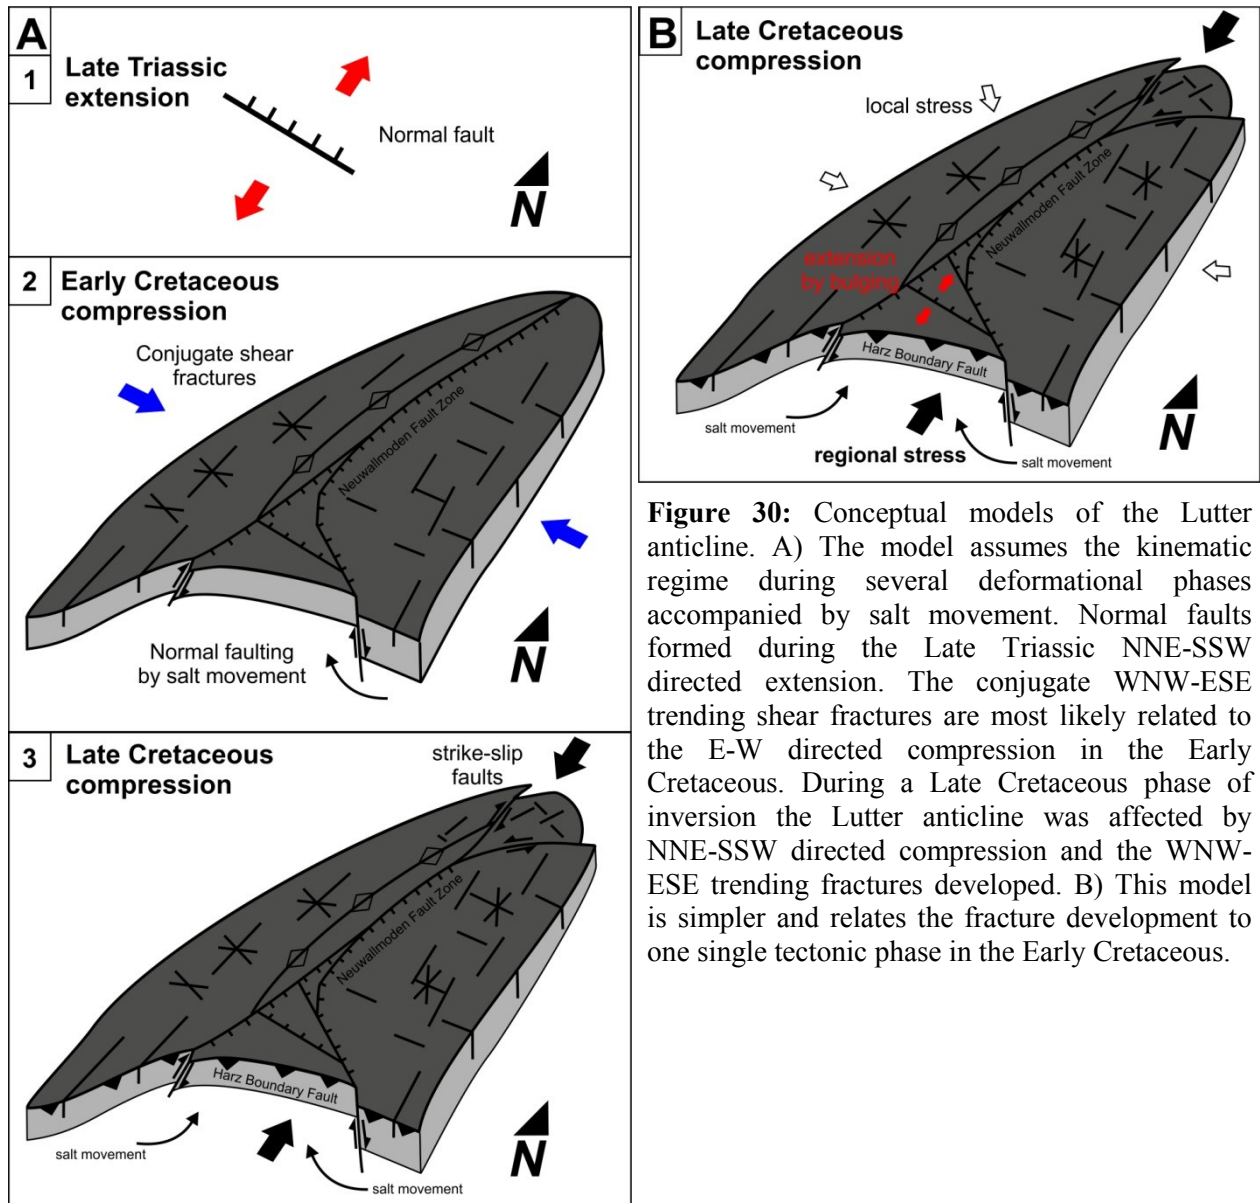 A
1
Late Triassic
extension
Normal fault
N
2
Early Cretaceous
compression
Conjugate shear
fractures
Neuwallmoden Fault Zone
Normal faulting
by salt movement
N
3
Late Cretaceous
compression
strike-slip
faults
Neuwallmoden Fault Zone
Harz Boundary Fault
salt movement
salt movement
N
B
Late Cretaceous
compression
local stress
Neuwallmoden Fault Zone
extension
by bulging
Harz Boundary Fault
salt movement
regional stress
salt movement
N
Figure 30: Conceptual models of the Lutter
anticline. A) The model assumes the kinematic
regime during several deformational phases
accompanied by salt movement. Normal faults
formed during the Late Triassic NNE-SSW
directed extension. The conjugate WNW-ESE
trending shear fractures are most likely related to
the E-W directed compression in the Early
Cretaceous. During a Late Cretaceous phase of
inversion the Lutter anticline was affected by
NNE-SSW directed compression and the WNW-
ESE trending fractures developed. B) This model
is simpler and relates the fracture development to
one single tectonic phase in the Early Cretaceous.